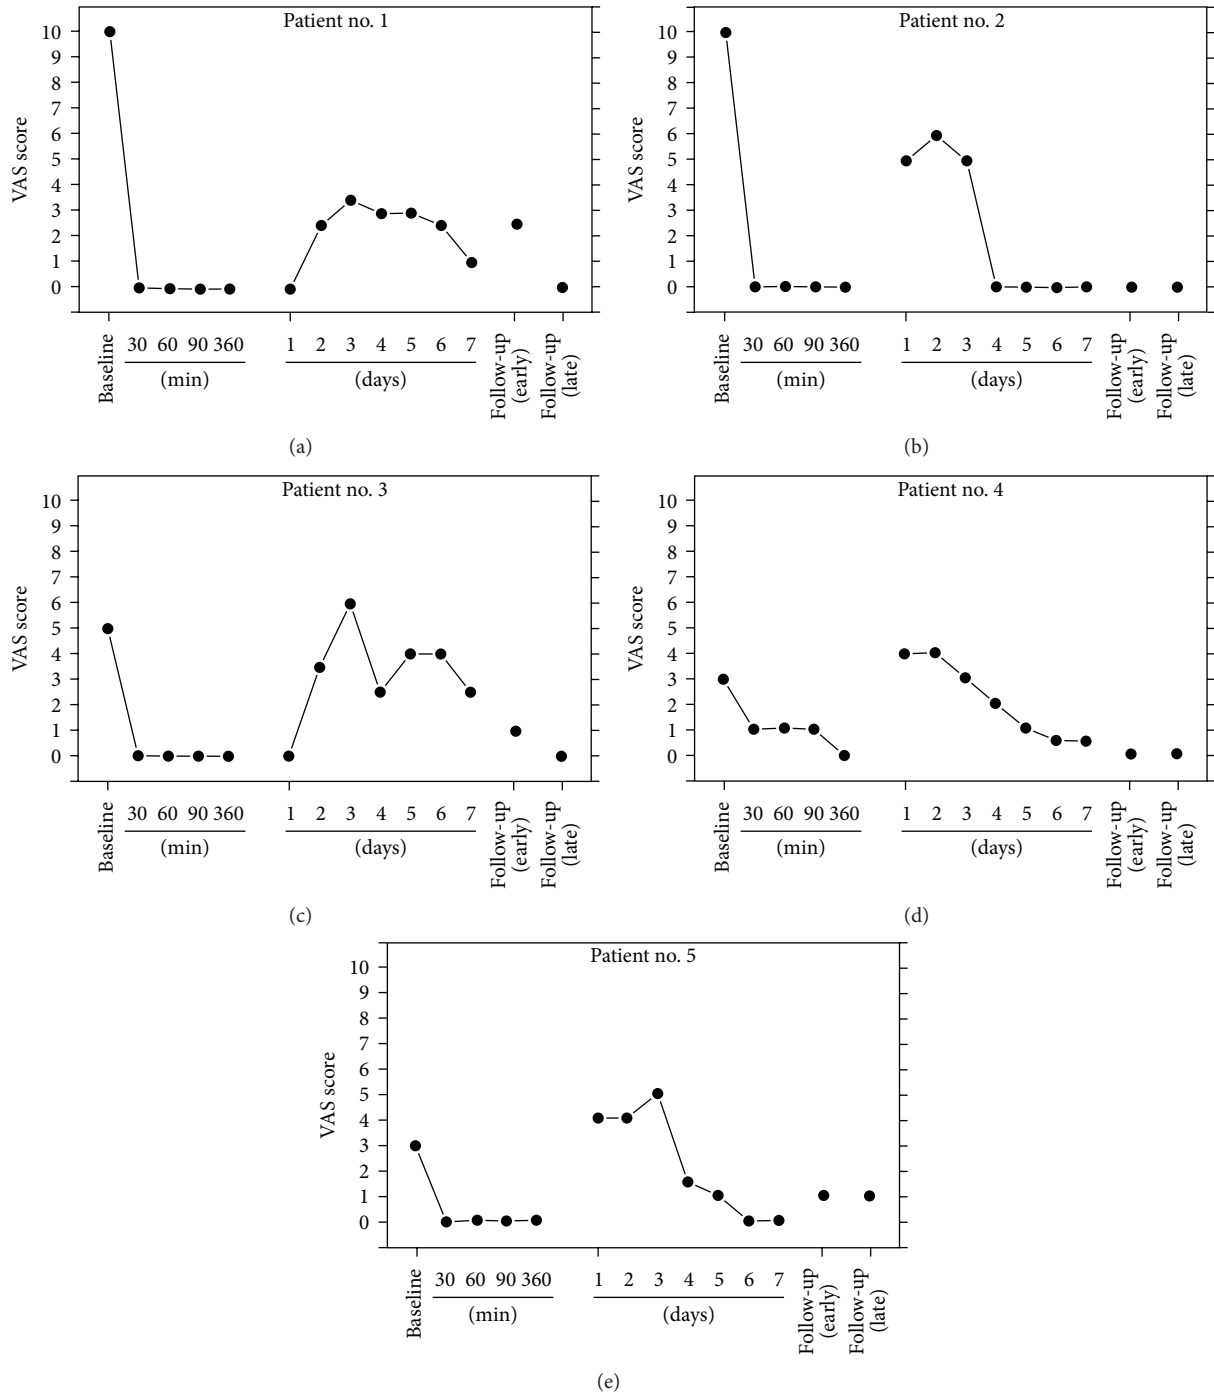 Patient no. 1
10
9
8
7
6
5
4
3
2
1
0
VAS score
Baseline
30 60 90 360
(min)
1 2 3 4 5 6 7
(days)
Follow-up
(early)
Follow-up
(late)
(a)
Patient no. 2
10
9
8
7
6
5
4
3
2
1
0
VAS score
Baseline
30 60 90 360
(min)
1 2 3 4 5 6 7
(days)
Follow-up
(early)
Follow-up
(late)
(b)
Patient no. 3
10
9
8
7
6
5
4
3
2
1
0
VAS score
Baseline
30 60 90 360
(min)
1 2 3 4 5 6 7
(days)
Follow-up
(early)
Follow-up
(late)
(c)
Patient no. 4
10
9
8
7
6
5
4
3
2
1
0
VAS score
Baseline
30 60 90 360
(min)
1 2 3 4 5 6 7
(days)
Follow-up
(early)
Follow-up
(late)
(d)
Patient no. 5
10
9
8
7
6
5
4
3
2
1
0
VAS score
Baseline
30 60 90 360
(min)
1 2 3 4 5 6 7
(days)
Follow-up
(early)
Follow-up
(late)
(e)